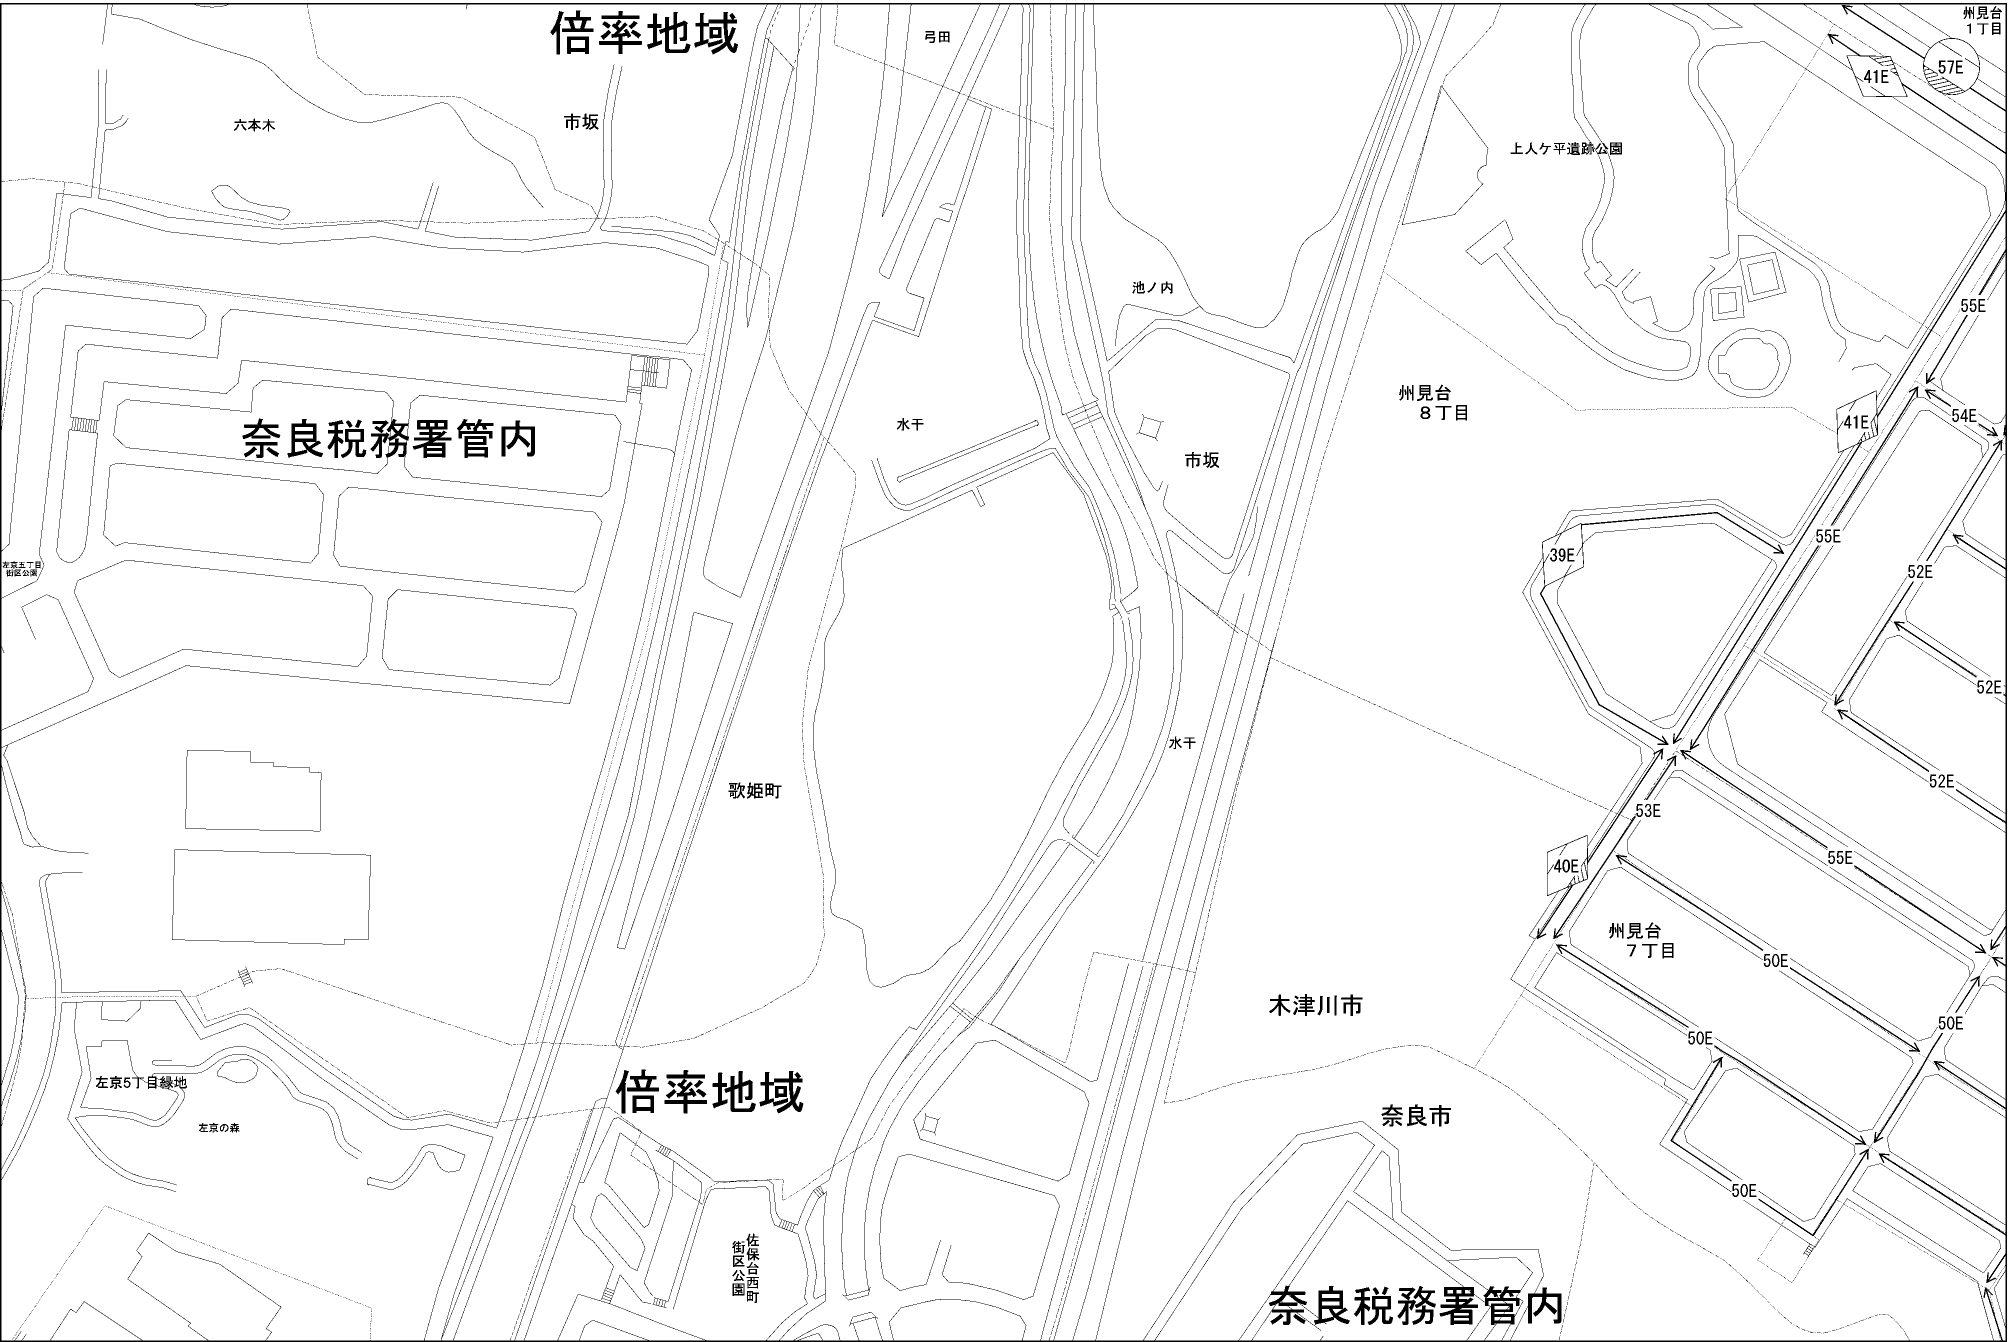 倍率地域
弓田
州見台
1丁目
41E
57E
六本木
市坂
上人ケ平遺跡公園
池ノ内
55E
州見台
8丁目
54E
41E
水干
奈良税務署管内
市坂
55E
39E
左京五丁目
街区公園
52E
52E
水干
52E
歌姫町
53E
55E
40E
州見台
7丁目
50E
木津川市
50E
50E
左京5丁目緑地
倍率地域
奈良市
左京の森
50E
佐保台西町
街区公園
奈良税務署管内